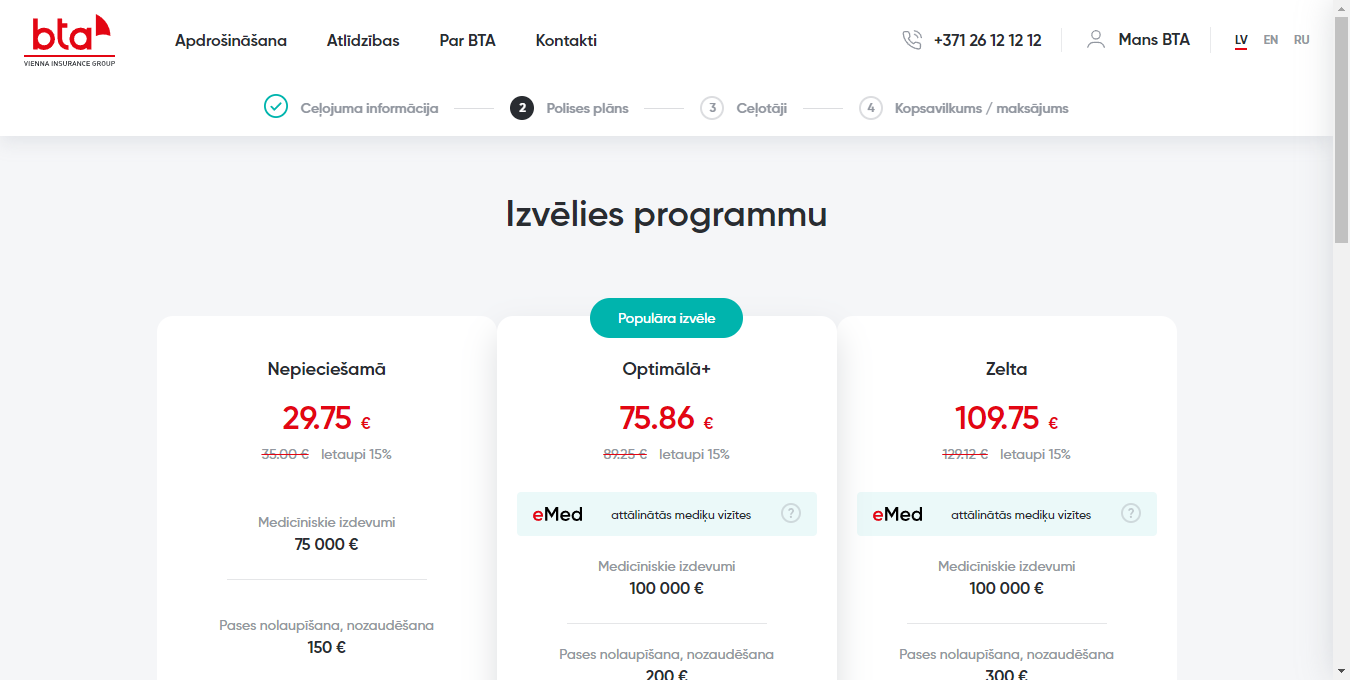 bta
VIENNA INSURANCE GROUP
Apdrošināšana Atlīdzības Par BTA Kontakti +371 26 12 12 12 Mans BTA LV EN RU
Ceļojuma informācija 2 Polises plāns 3 Ceļotāji 4 Kopsavilkums / maksājums
Izvēlies programmu
Nepieciešamā
29.75 €
35.00 € Ietaupi 15%
Medicīniskie izdevumi
75 000 €
Pases nolaupīšana, nozaudēšana
150 €
Populāra izvēle
Optimālā+
75.86 €
89.25 € Ietaupi 15%
eMed attālinātās mediķu vizītes ?
Medicīniskie izdevumi
100 000 €
Pases nolaupīšana, nozaudēšana
200 €
Zelta
109.75 €
129.12 € Ietaupi 15%
eMed attālinātās mediķu vizītes ?
Medicīniskie izdevumi
100 000 €
Pases nolaupīšana, nozaudēšana
300 €